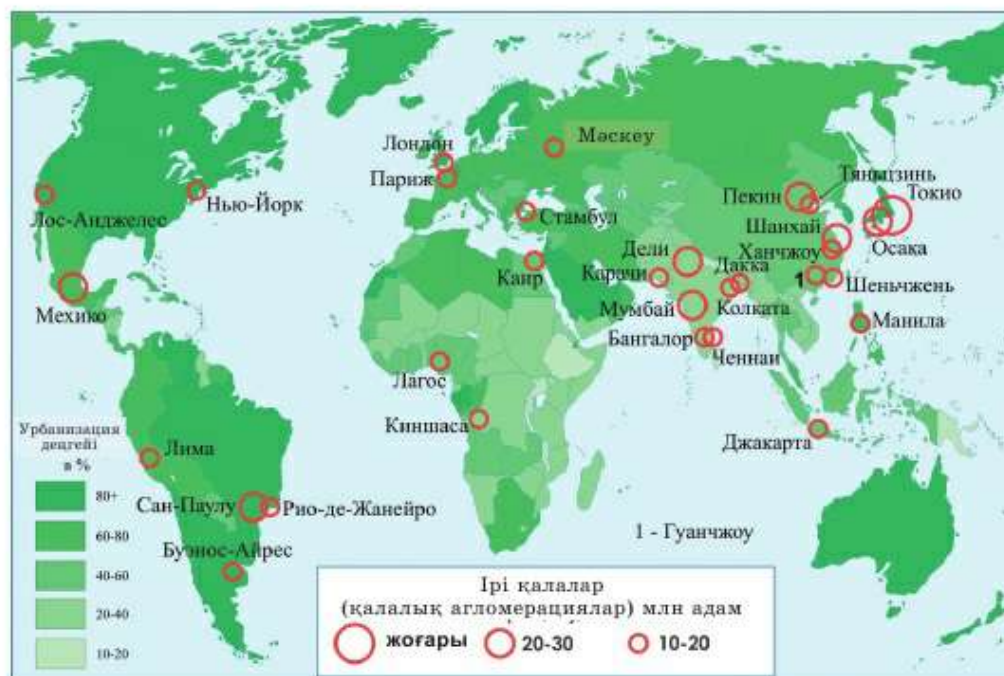 Лондон
Мәскеу
Париж
Тяньцзинь
Пекин
Токио
Нью-Йорк
Лос-Анджелес
Стамбул
Шанхай
Дели
Ханчжоу
Осака
Каир
Карачи
Дакка
1
Шеньчжень
Мехико
Мумбай
Колката
Манила
Бангалор
Ченнаи
Лагос
Киншаса
Урбанизация
деңгейі
в %
Лима
Джакарта
80+
Сан-Паулу
Рио-де-Жанейро
60-80
1 - Гуанчжоу
Буэнос-Айрес
40-60
20-40
10-20
Ірі қалалар
(қалалық агломерациялар) млн адам
жоғары 20-30 10-20